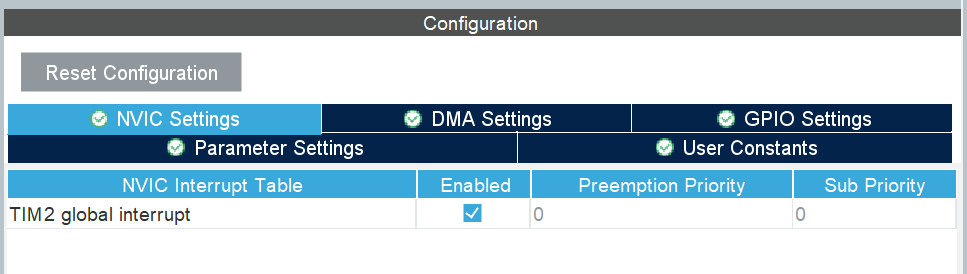 Configuration
Reset Configuration
NVIC Settings DMA Settings GPIO Settings
Parameter Settings User Constants
NVIC Interrupt Table Enabled Preemption Priority Sub Priority
TIM2 global interrupt 0 0